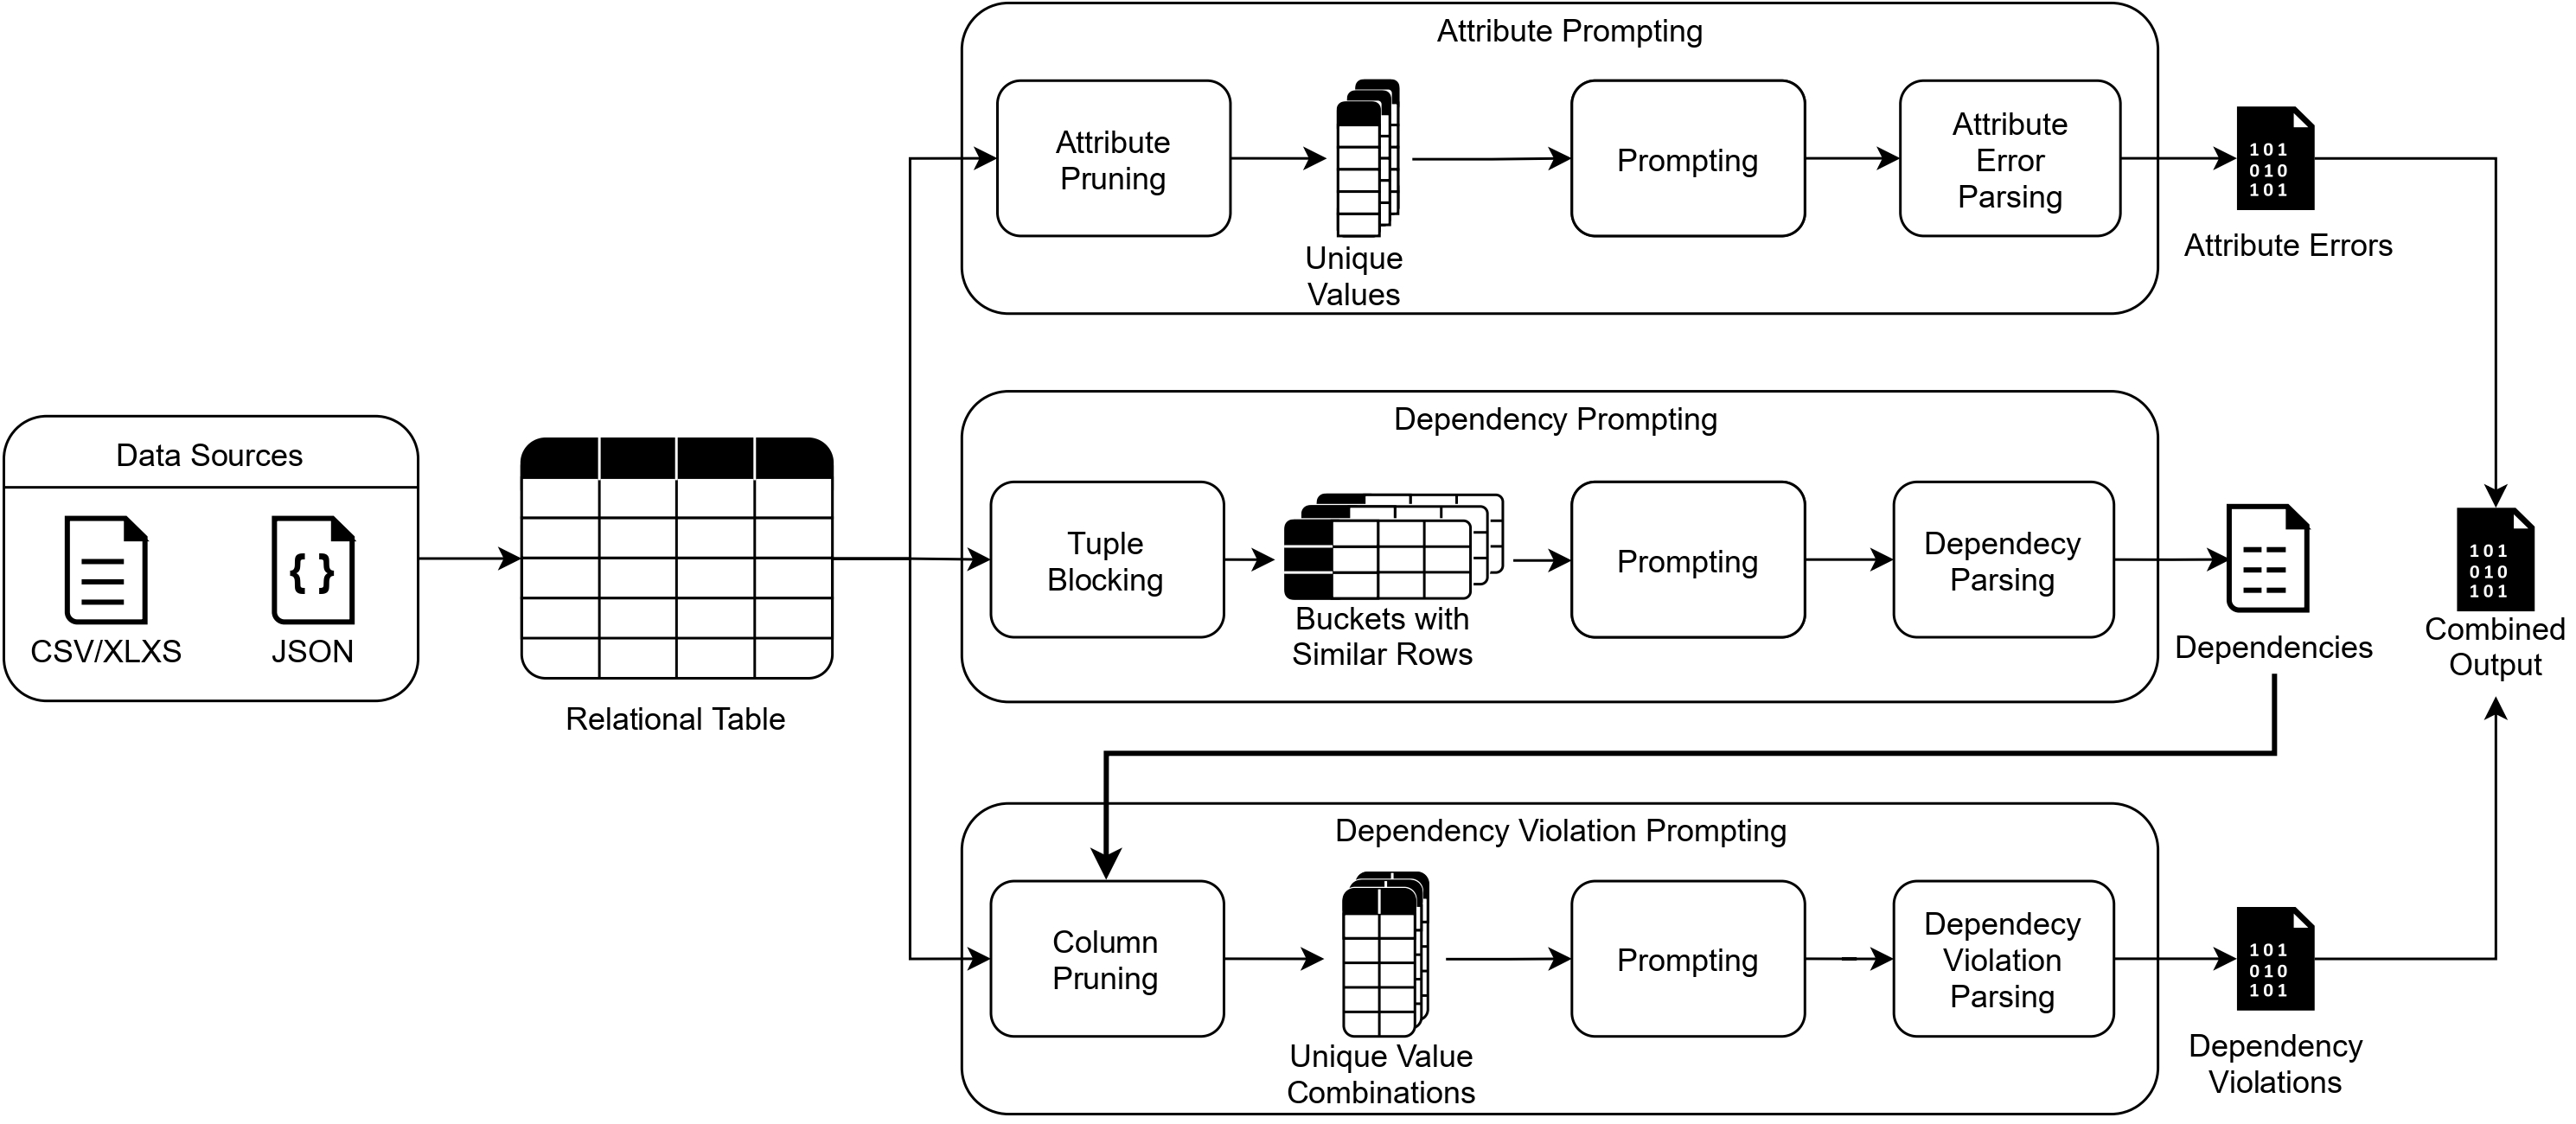 Data Sources
CSV/XLXS
JSON
Relational Table
Attribute Prompting
Attribute
Pruning
Unique
Values
Prompting
Attribute
Error
Parsing
101
010
101
Attribute Errors
Dependency Prompting
Tuple
Blocking
Buckets with
Similar Rows
Prompting
Dependecy
Parsing
Dependencies
Dependency Violation Prompting
Column
Pruning
Unique Value
Combinations
Prompting
Dependecy
Violation
Parsing
101
010
101
Dependency
Violations
101
010
101
Combined
Output